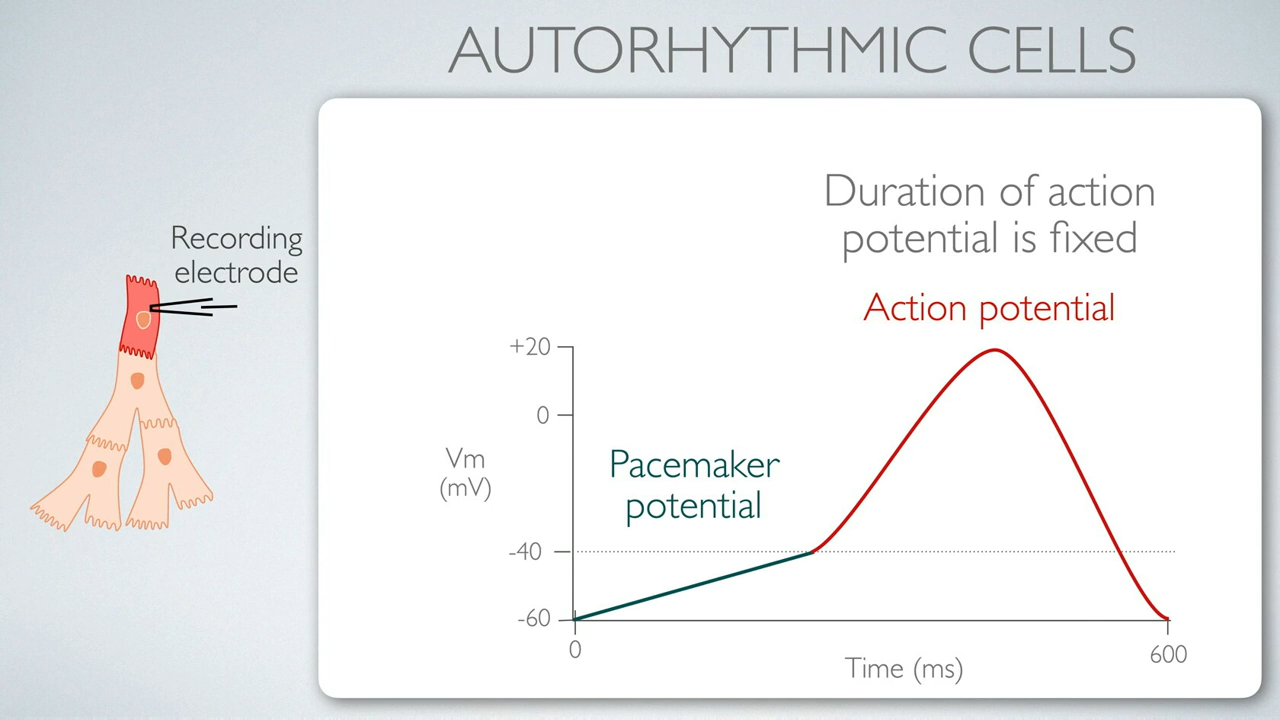 AUTORHYTHMIC CELLS
Recording
electrode
Duration of action
potential is fixed
Action potential
+20
0
Vm
(mV)
Pacemaker
potential
-40
-60
0
600
Time (ms)